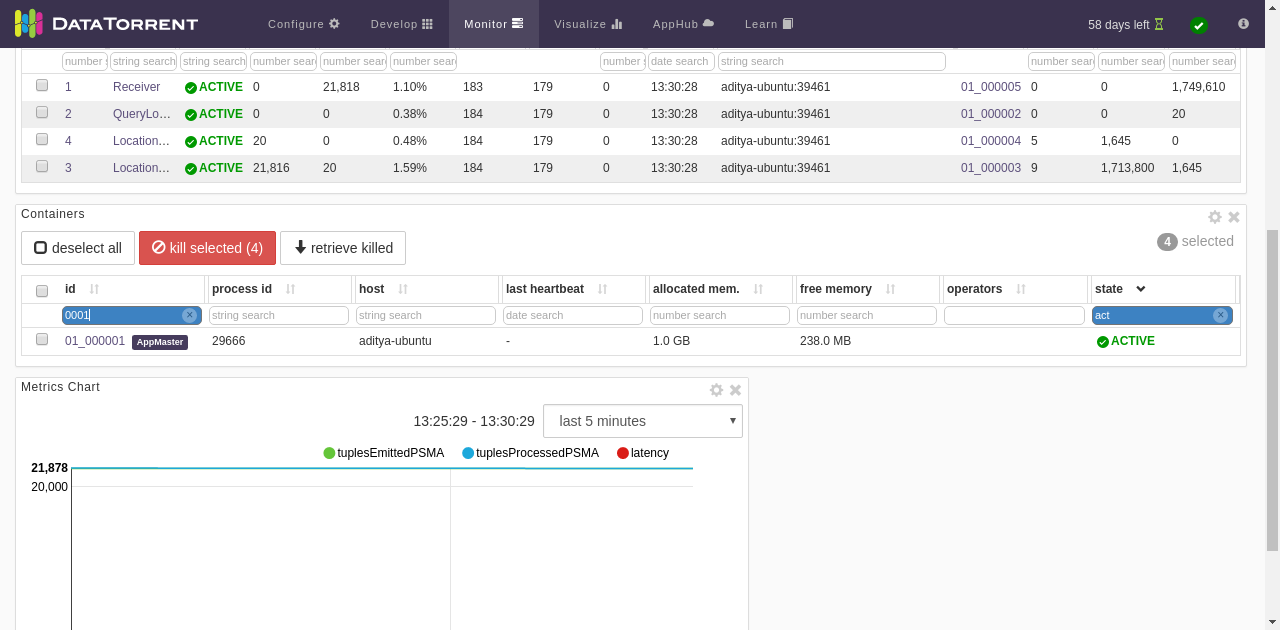 DATATORRENT Configure Develop Monitor Visualize AppHub Learn 58 days left
number s string search string search number sear number sear number sear number s date search string search number sear number sear number sear
1 Receiver ACTIVE 0 21,818 1.10% 183 179 0 13:30:28 aditya-ubuntu:39461 01_000005 0 0 1,749,610
2 QueryLo... ACTIVE 0 0 0.38% 184 179 0 13:30:28 aditya-ubuntu:39461 01_000002 0 0 20
4 Location... ACTIVE 20 0 0.48% 184 179 0 13:30:28 aditya-ubuntu:39461 01_000004 5 1,645 0
3 Location... ACTIVE 21,816 20 1.59% 184 179 0 13:30:28 aditya-ubuntu:39461 01_000003 9 1,713,800 1,645
Containers
deselect all kill selected (4) retrieve killed 4 selected
id process id host last heartbeat allocated mem. free memory operators state
0001 string search string search date search number search number search act
01_000001 AppMaster 29666 aditya-ubuntu - 1.0 GB 238.0 MB ACTIVE
Metrics Chart
13:25:29 - 13:30:29 last 5 minutes
tuplesEmittedPSMA tuplesProcessedPSMA latency
21,878
20,000